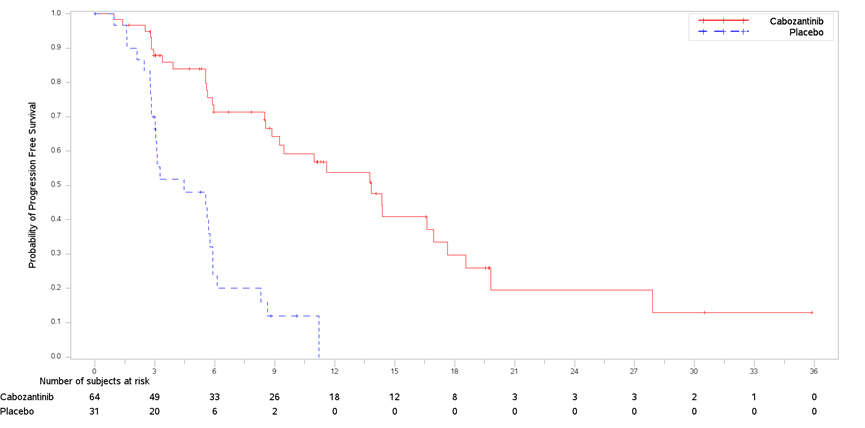 Cabozantinib
Placebo
Probability of Progression Free Survival
1.0
0.9
0.8
0.7
0.6
0.5
0.4
0.3
0.2
0.1
0.0
0 3 6 9 12 15 18 21 24 27 30 33 36
Number of subjects at risk
Cabozantinib 64 49 33 26 18 12 8 3 3 3 2 1 0
Placebo 31 20 6 2 0 0 0 0 0 0 0 0 0